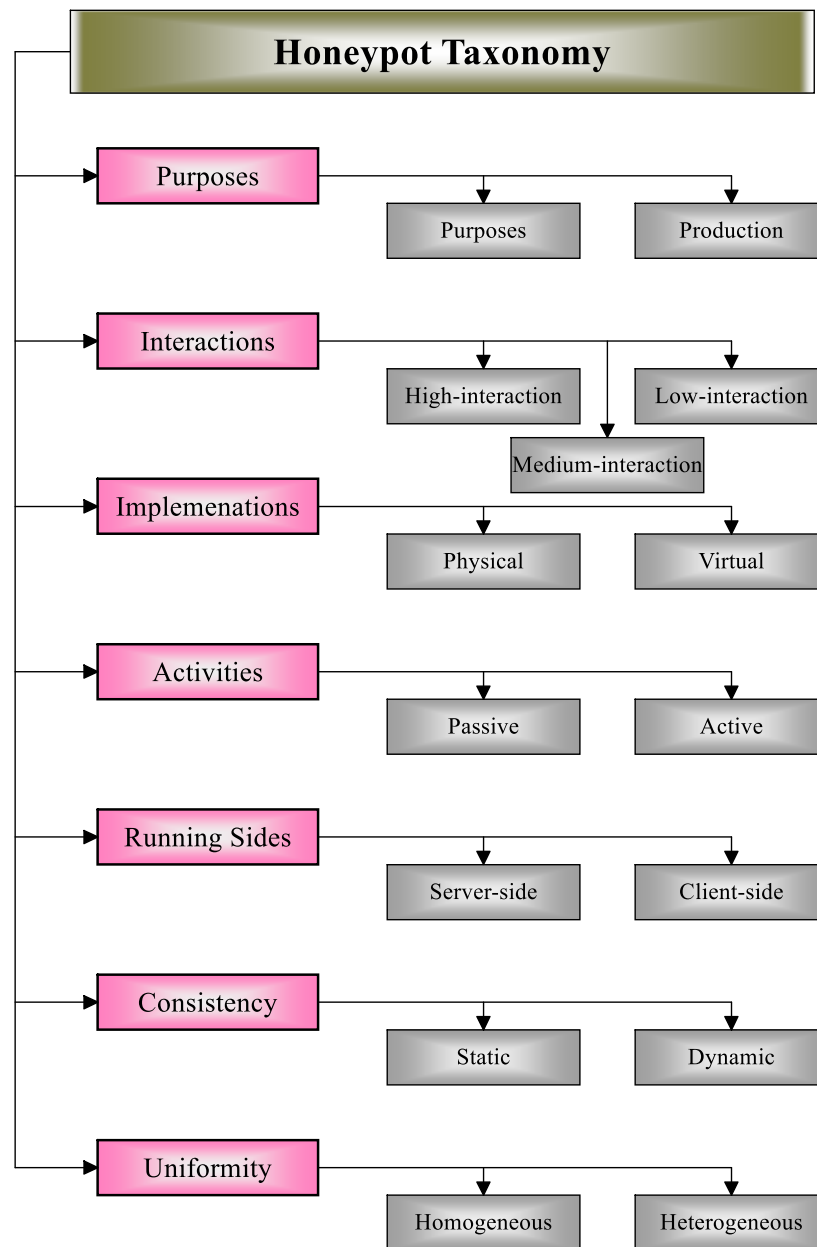 Honeypot Taxonomy
Purposes
Purposes
Production
Interactions
High-interaction
Low-interaction
Medium-interaction
Implemenations
Physical
Virtual
Activities
Passive
Active
Running Sides
Server-side
Client-side
Consistency
Static
Dynamic
Uniformity
Homogeneous
Heterogeneous